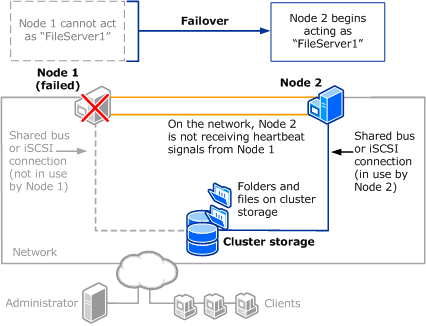 Node 1 cannot act
as “FileServer1”
Failover
Node 2 begins
acting as
“FileServer1”
Node 1
(failed)
Node 2
On the network, Node 2
is not receiving heartbeat
signals from Node 1
Shared bus
or iSCSI
connection
(not in use
by Node 1)
Shared bus
or iSCSI
connection
(in use by
Node 2)
Folders and
files on cluster
storage
Cluster storage
Network
Administrator
Clients